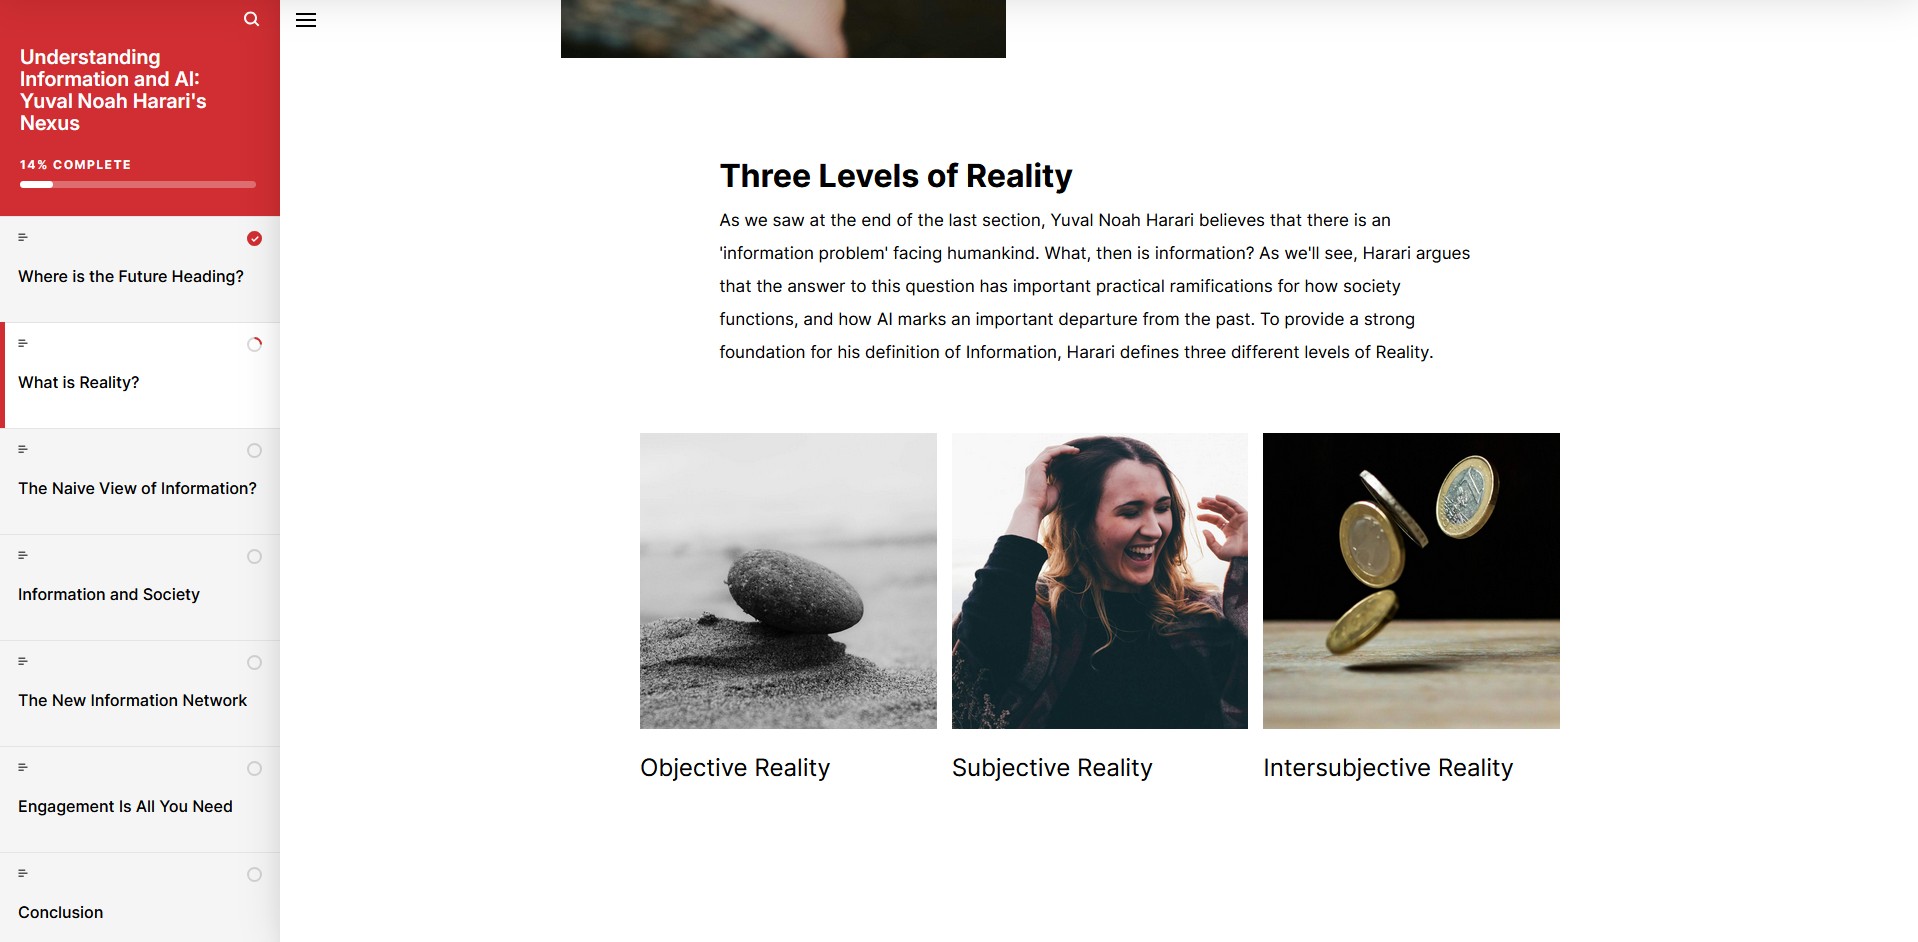 Understanding
Information and AI:
Yuval Noah Harari's
Nexus
14% COMPLETE
Where is the Future Heading?
What is Reality?
The Naive View of Information?
Information and Society
The New Information Network
Engagement Is All You Need
Conclusion
Three Levels of Reality
As we saw at the end of the last section, Yuval Noah Harari believes that there is an
'information problem' facing humankind. What, then is information? As we'll see, Harari argues
that the answer to this question has important practical ramifications for how society
functions, and how AI marks an important departure from the past. To provide a strong
foundation for his definition of Information, Harari defines three different levels of Reality.
Objective Reality
Subjective Reality
Intersubjective Reality